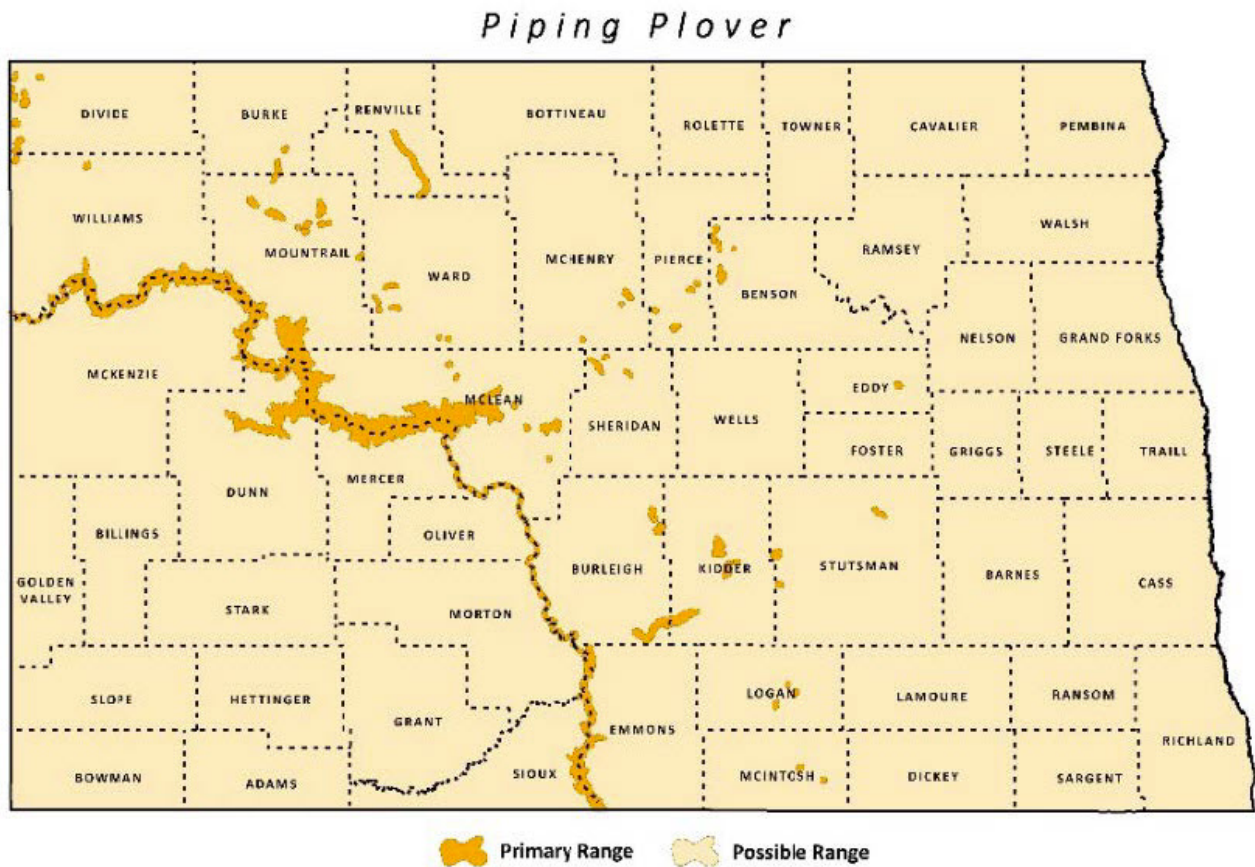 Piping Plover
DIVIDE
BURKE
RENVILLE
BOTTINEAU
ROLETTE
TOWNER
CAVALIER
PEMBINA
WILLIAMS
MOUNTRAIL
WARD
MCHENRY
PIERCE
BENSON
RAMSEY
WALSH
NELSON
GRAND FORKS
MCKENZIE
MCLEAN
SHERIDAN
WELLS
EDDY
FOSTER
GRIGGS
STEELE
TRAILL
DUNN
MERCER
OLIVER
BILLINGS
GOLDEN
VALLEY
STARK
MORTON
BURLEIGH
KIDDER
STUTSMAN
BARNES
CASS
SLOPE
HETTINGER
GRANT
EMMONS
LOGAN
LAMOURE
RANSOM
RICHLAND
BOWMAN
ADAMS
SIOUX
MCINTOSH
DICKEY
SARGENT
Primary Range
Possible Range